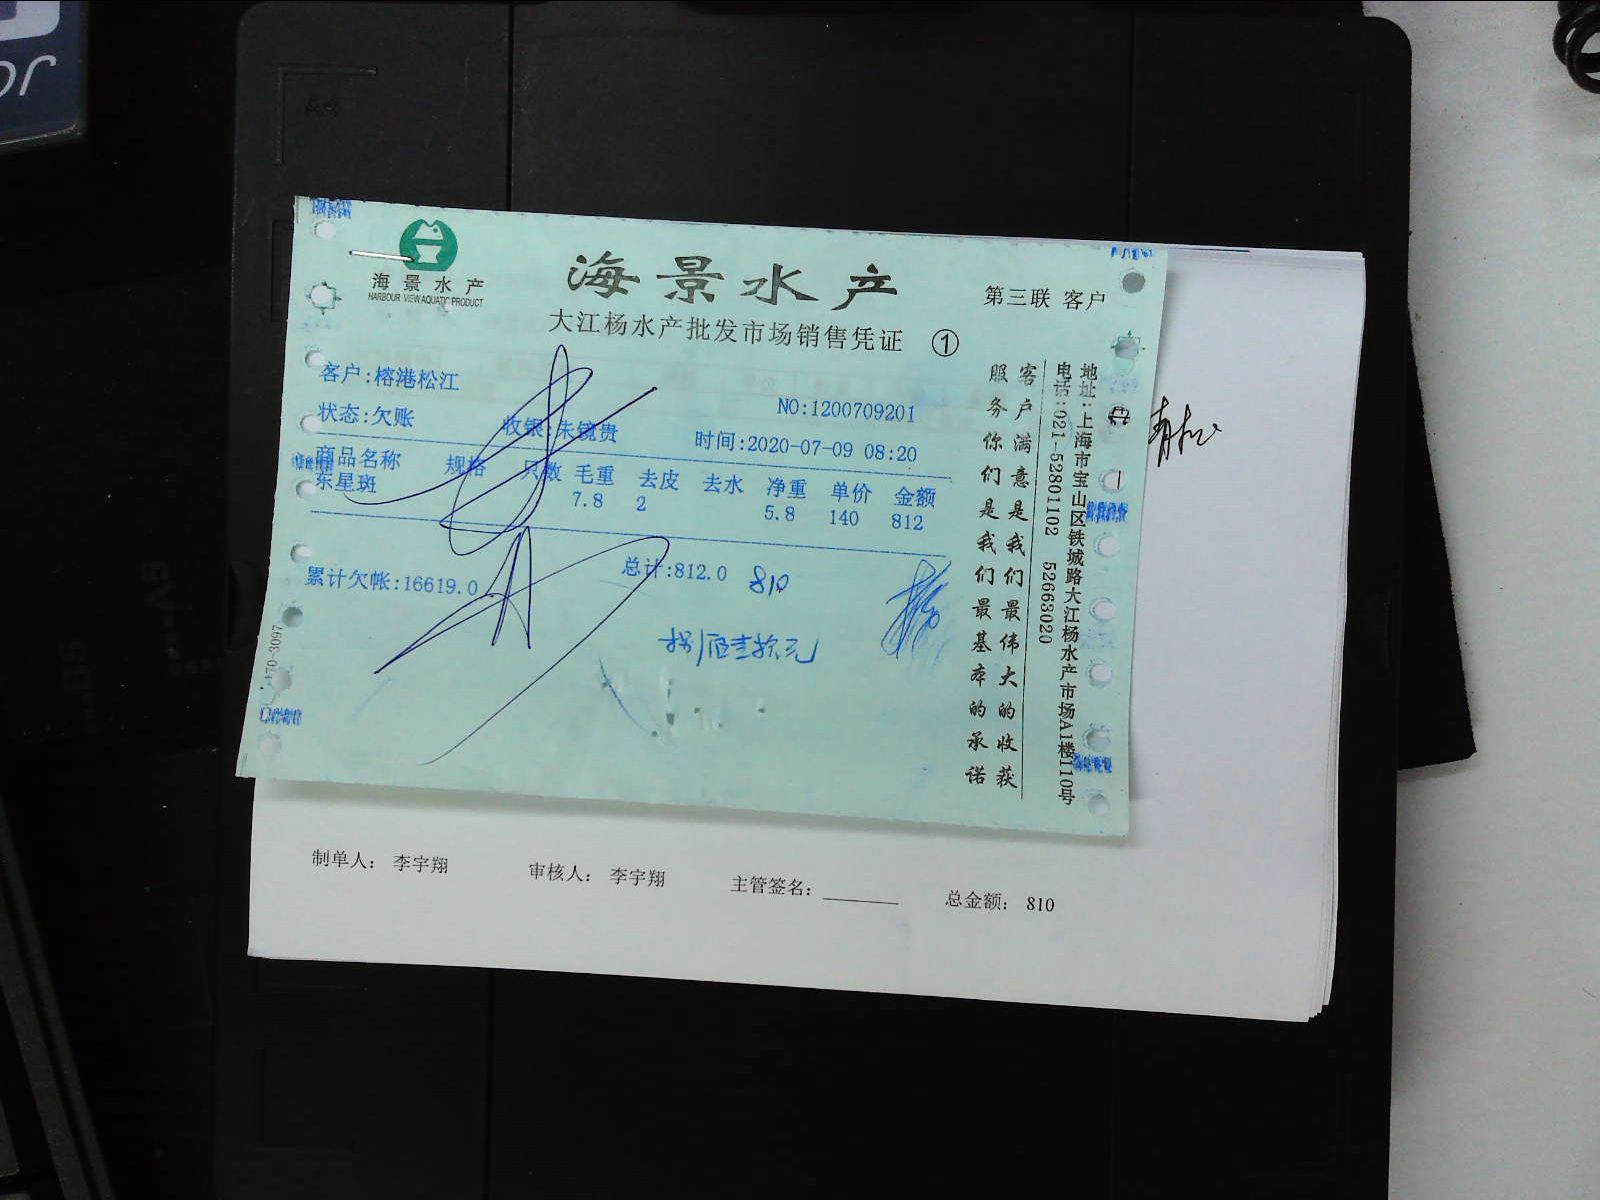 海景水产
HARBOUR VIEW AQUATIC PRODUCT
海景水产
第三联 客户
大江杨水产批发市场销售凭证 ①
客户:榕港松江
NO:1200709201
状态:欠账 收银:朱镜贵 时间:2020-07-09 08:20
商品名称 规格 只数 毛重 去皮 去水 净重 单价 金额
东星斑 7.8 2 5.8 140 812
累计欠帐:16619.0 总计:812.0 810
捌佰壹拾元
客户满意是我们最伟大的收获
服务你们是我们最基本的承诺
地址:上海市宝山区铁城路大江杨水产市场A1楼110号
电话:021-52801102 52663020
170-3097
制单人: 李宇翔 审核人: 李宇翔 主管签名: 总金额: 810